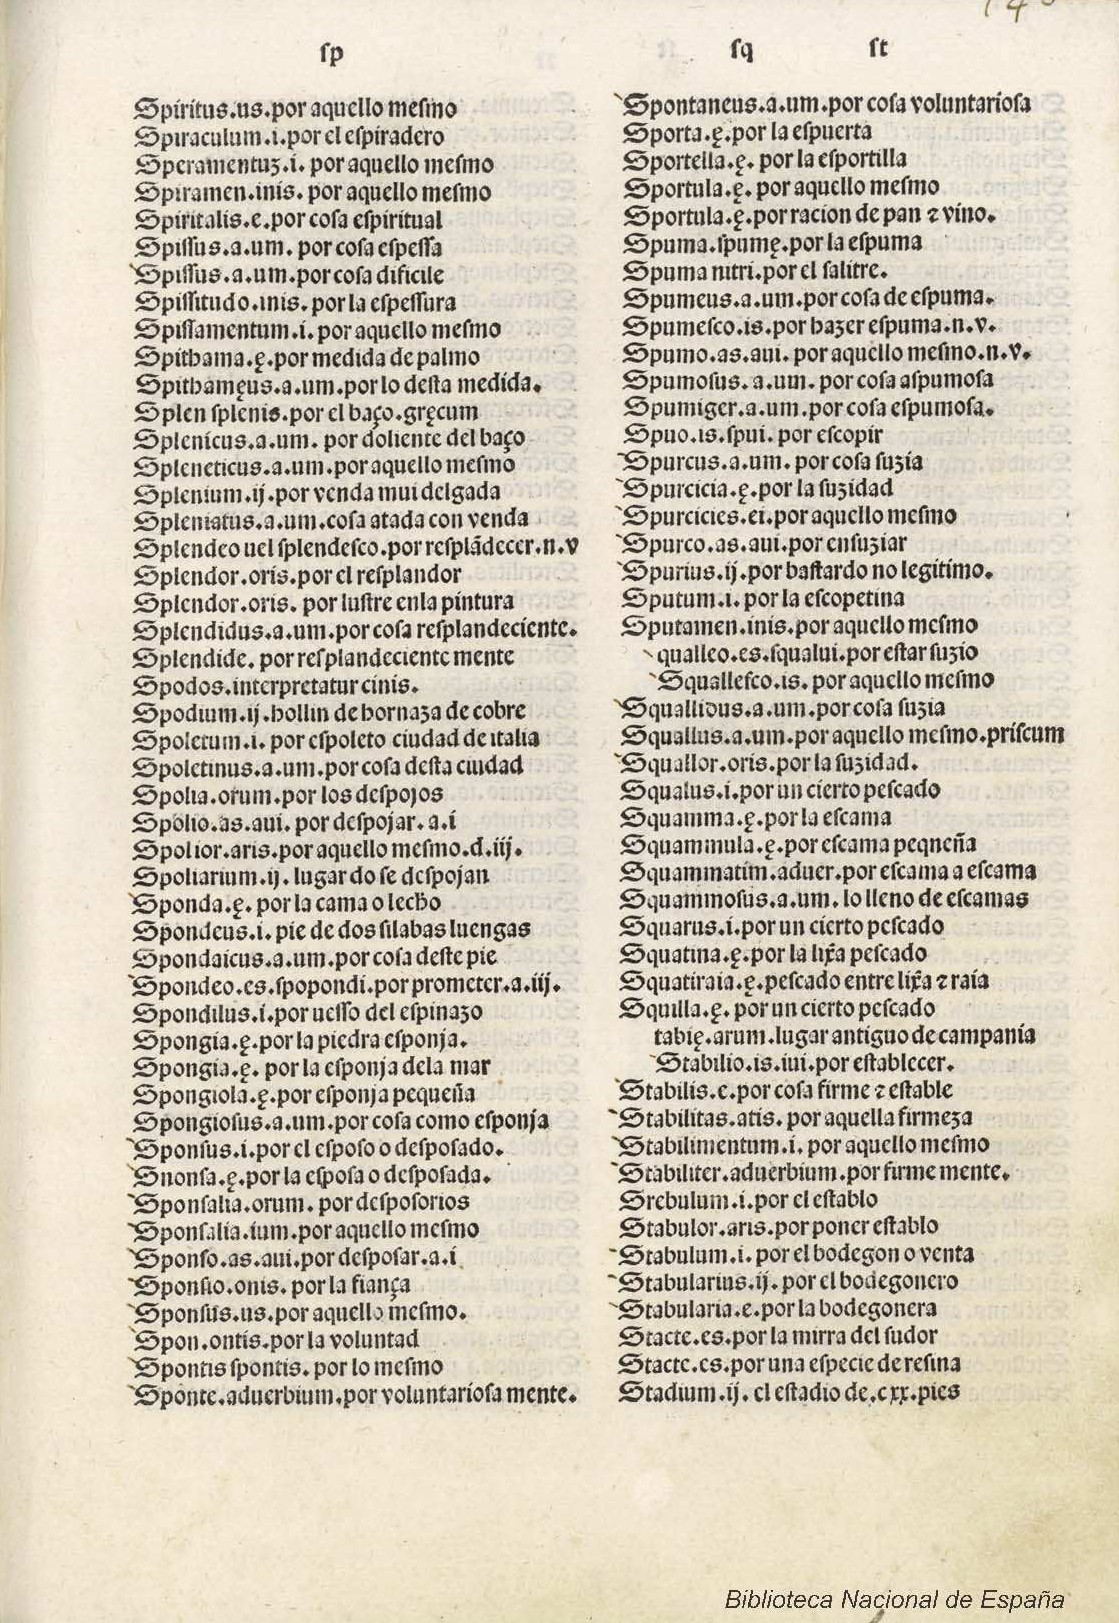 ſp
Spiritus.us.por aquello meſmo
Spiraculum.i.por el eſpiradero
Speramentuʒ.i. por aquello meſmo
Spiramen.inis. por aquello meſmo
Spiritalis.e.por coſa eſpiritual
Spiſſus.a.um. por coſa eſpeſſa
Spiſſus.a.um.por coſa dificile
Spiſſitudo.inis.por la eſpeſſura
Spiſſamentum.i.por aquello meſmo
Spithama.ę.por medida de palmo
Spithamęus.a.um.por lo deſta medida.
Splen ſplenis.por el baço.gręcum
Splenicus.a.um. por doliente del baço
Spleneticus.a.um.por aquello meſmo
Splenium.ij.por venda mui delgada
Spleniatus.a.um.coſa atada con venda
Splendeo uel ſplendeſco.por reſplãdecer.n.v
Splendor.oris.por el reſplandor
Splendor.oris. por luſtre enla pintura
Splendidus.a.um.por coſa reſplandeciente.
Splendide.por reſplandeciente mente
Spodos.interpretatur cinis.
Spodium.ij.hollin de hornaʒa de cobre
Spoletum.i. por eſpoleto ciudad de italia
Spoletinus.a.um.por coſa deſta ciudad
Spolia.orum.por los deſpojos
Spolio.as.aui.por deſpojar.a.i
Spolior.aris.por aquello meſmo.d.iij.
Spoliarium.ij.lugar do ſe deſpojan
Sponda.ę.por la cama o lecho
Spondeus.i.pie de dos ſilabas luengas
Spondaicus.a.um.por coſa deſte pie
Spondeo.es.ſpopondi.por prometer.a.iij.
Spondilus.i.por ueſſo del eſpinaʒo
Spongia.ę.por la piedra eſponja.
Spongia.ę. por la eſponja dela mar
Spongiola.ę.por eſponja pequeña
Spongioſus.a.um.por coſa como eſponja
Sponſus.i.por el eſpoſo o deſpoſado.
Snonſa.ę.por la eſpoſa o deſpoſada.
Sponſalia.orum. por deſpoſorios
Sponſalia.ium.por aquello meſmo
Sponſo.as.aui.por deſpoſar.a.i
Sponſio.onis. por la fiança
Sponſus.us.por aquello meſmo.
Spon.ontis.por la voluntad
Spontis ſpontis. por lo meſmo
Sponte.aduerbium.por voluntarioſa mente.
ſq ſt
Spontaneus.a.um.por coſa voluntarioſa
Sporta.ę.por la eſpuerta
Sportella.ę. por la eſportilla
Sportula.ę. por aquello meſmo
Sportula.ę.por racion de pan ⁊ vino.
Spuma.ſpumę.por la eſpuma
Spuma nitri.por el ſalitre.
Spumeus.a.um.por coſa de eſpuma.
Spumeſco.is.por haʒer eſpuma.n.v.
Spumo.as.aui. por aquello meſmo.n.v.
Spumoſus.a.um.por coſa aſpumoſa
Spumiger.a.um.por coſa eſpumoſa.
Spuo.is.ſpui.por eſcopir
Spurcus.a.um.por coſa ſuʒia
Spurcicia.ę.por la ſuʒidad
Spurcicies.ei.por aquello meſmo
Spurco.as.aui.por enſuʒiar
Spurius.ij.por baſtardo no legitimo.
Sputum.i.por la eſcopetina
Sputamen.inis.por aquello meſmo
qualleo.es.ſqualui.por eſtar ſuʒio
Squalleſco.is.por aquello meſmo
Squallidus.a.um.por coſa ſuʒia
Squallus.a.um.por aquello meſmo.priſcum
Squallor.oris.por la ſuʒidad.
Squalus.i.por un cierto peſcado
Squamma.ę.por la eſcama
Squammula.ę.por eſcama peqneña
Squammatim.aduer.por eſcama a eſcama
Squammoſus.a.um.lo lleno de eſcamas
Squarus.i.por un cierto peſcado
Squatina.ę.por la lixa peſcado
Squatiraia.ę.peſcado entre lixa ⁊ raia
Squilla.ę. por un cierto peſcado
tabię.arum.lugar antiguo de campania
Stabilio.is.iui.por eſtablecer.
Stabilis.e.por coſa firme ⁊ eſtable
Stabilitas.atis. por aquella firmeʒa
Stabilimentum.i. por aquello meſmo
Stabiliter.aduerbium.por firme mente.
Srebulum.i.por el eſtablo
Stabulor.aris.por poner eſtablo
Stabulum.i. por el bodegon o venta
Stabularius.ij.por el bodegonero
Stabularia.e.por la bodegonera
Stacte.es.por la mirra del ſudor
Stacte.es.por una eſpecie de reſina
Stadium.ij. el eſtadio de.cxx.pies
Biblioteca Nacional de España